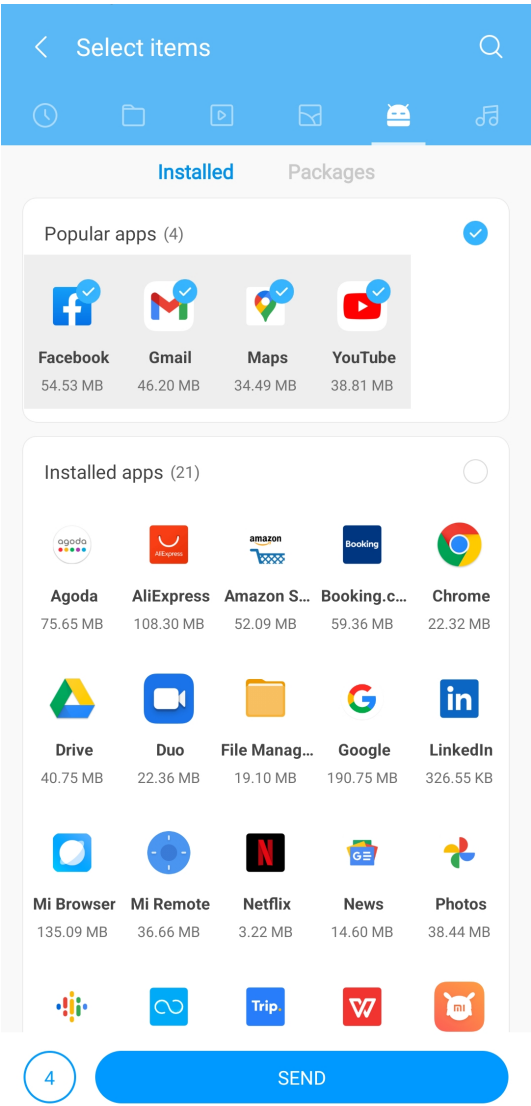 Select items
Installed Packages
Popular apps (4)
Facebook Gmail Maps YouTube
54.53 MB 46.20 MB 34.49 MB 38.81 MB
Installed apps (21)
agoda AliExpress amazon Booking
Agoda AliExpress Amazon S... Booking.c... Chrome
75.65 MB 108.30 MB 52.09 MB 59.36 MB 22.32 MB
in
Drive Duo File Manag... Google LinkedIn
40.75 MB 22.36 MB 19.10 MB 190.75 MB 326.55 KB
N GE
Mi Browser Mi Remote Netflix News Photos
135.09 MB 36.66 MB 3.22 MB 14.60 MB 38.44 MB
Trip. W MI
4 SEND